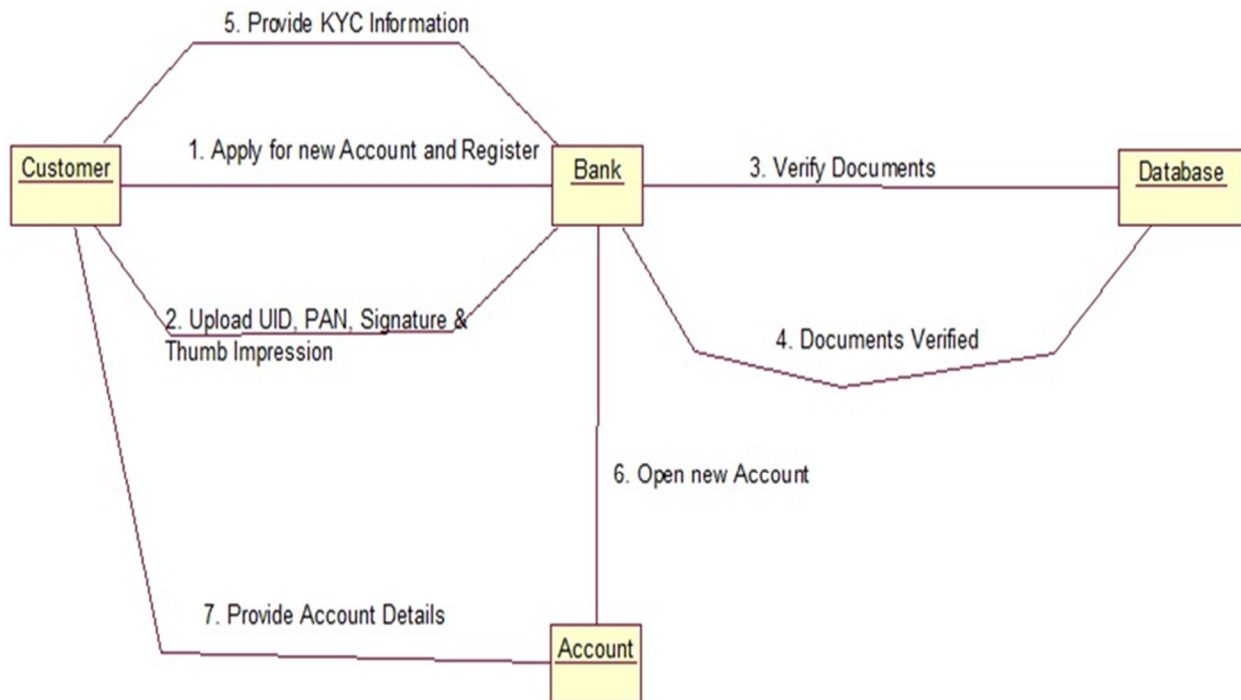 5. Provide KYC Information
1. Apply for new Account and Register
Customer
Bank
3. Verify Documents
Database
2. Upload UID, PAN, Signature &
Thumb Impression
4. Documents Verified
6. Open new Account
7. Provide Account Details
Account